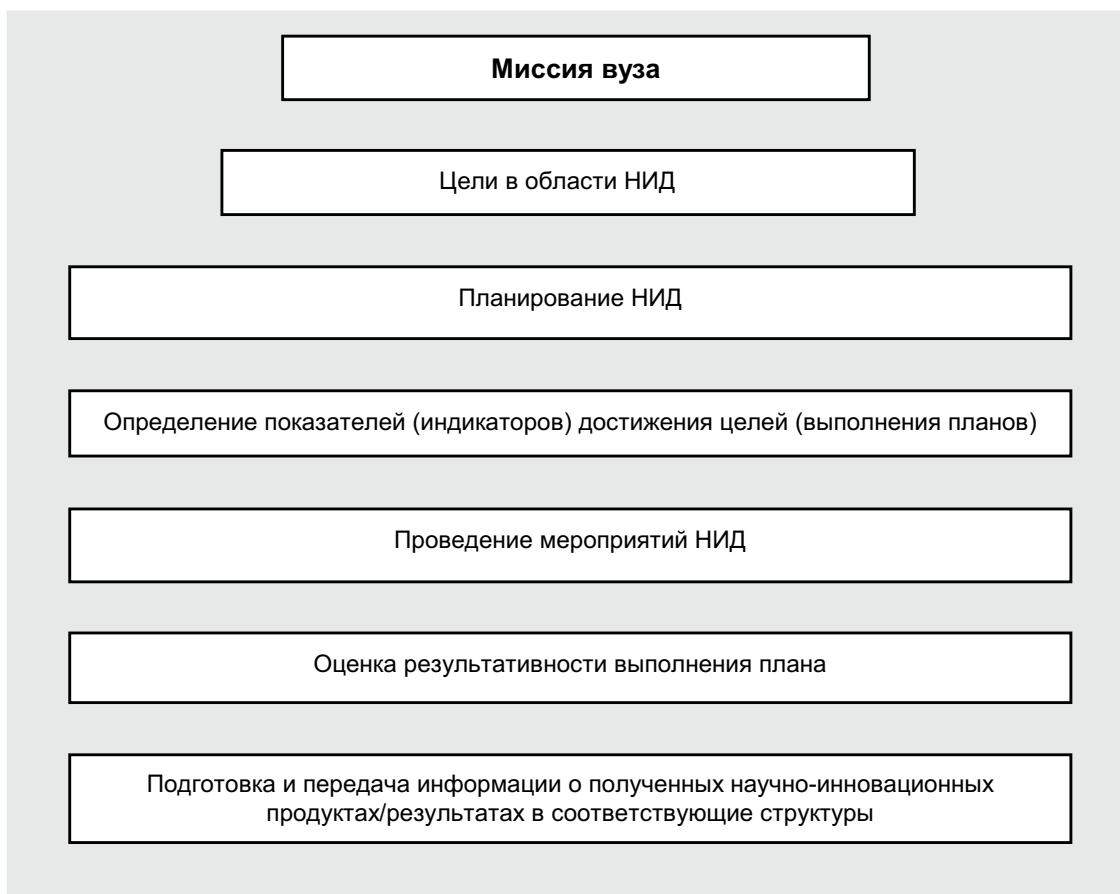 Миссия вуза
Цели в области НИД
Планирование НИД
Определение показателей (индикаторов) достижения целей (выполнения планов)
Проведение мероприятий НИД
Оценка результативности выполнения плана
Подготовка и передача информации о полученных научно-инновационных
продуктах/результатах в соответствующие структуры